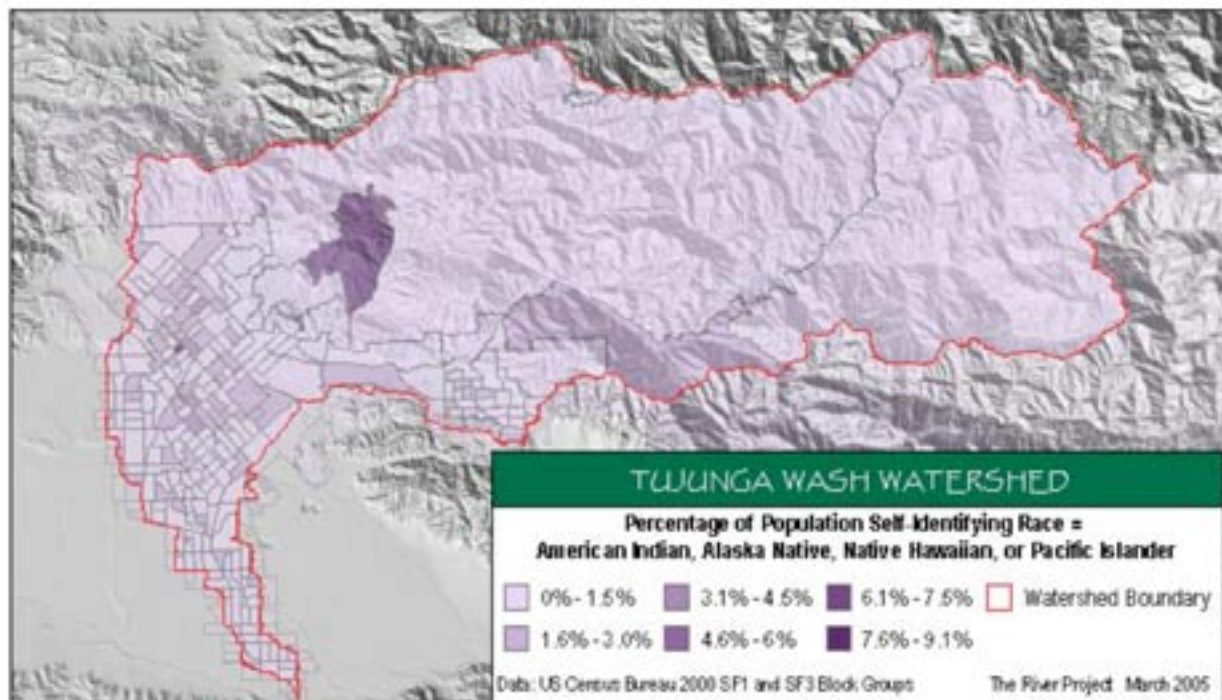 TUJUNGA WASH WATERSHED
Percentage of Population Self-Identifying Race =
American Indian, Alaska Native, Native Hawaiian, or Pacific Islander
0% - 1.5% 3.1% - 4.5% 6.1% - 7.5% Watershed Boundary
1.6% - 3.0% 4.6% - 6% 7.6% - 9.1%
Data: US Census Bureau 2000 SF1 and SF3 Block Groups The River Project March 2005